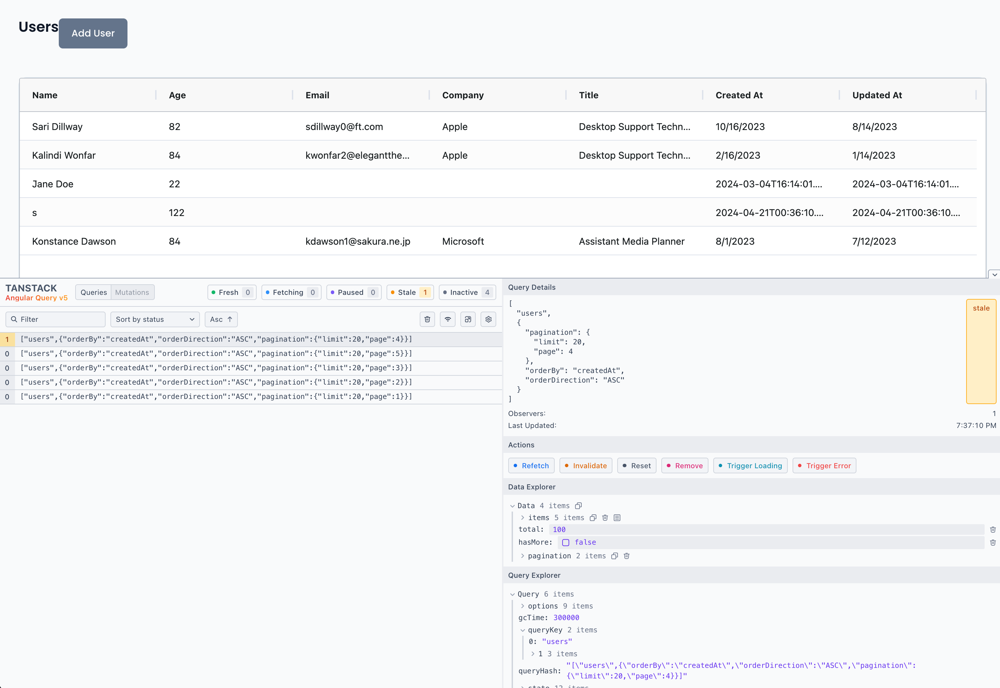 Users Add User
Name Age Email Company Title Created At Updated At
Sari Dillway 82 sdillway0@ft.com Apple Desktop Support Techn... 10/16/2023 8/14/2023
Kalindi Wonfar 84 kwonfar2@elegantthe... Apple Desktop Support Techn... 2/16/2023 1/14/2023
Jane Doe 22 2024-03-04T16:14:01.... 2024-03-04T16:14:01....
s 122 2024-04-21T00:36:10.... 2024-04-21T00:36:10....
Konstance Dawson 84 kdawson1@sakura.ne.jp Microsoft Assistant Media Planner 8/1/2023 7/12/2023
TANSTACK
Angular Query v5
Queries Mutations
Fresh 0 Fetching 0 Paused 0 Stale 1 Inactive 4
Filter Sort by status Asc ↑
1 ["users",{"orderBy":"createdAt","orderDirection":"ASC","pagination":{"limit":20,"page":4}}]
0 ["users",{"orderBy":"createdAt","orderDirection":"ASC","pagination":{"limit":20,"page":5}}]
0 ["users",{"orderBy":"createdAt","orderDirection":"ASC","pagination":{"limit":20,"page":3}}]
0 ["users",{"orderBy":"createdAt","orderDirection":"ASC","pagination":{"limit":20,"page":2}}]
0 ["users",{"orderBy":"createdAt","orderDirection":"ASC","pagination":{"limit":20,"page":1}}]
Query Details
[
"users",
{
"pagination": {
"limit": 20,
"page": 4
},
"orderBy": "createdAt",
"orderDirection": "ASC"
}
]
stale
Observers: 1
Last Updated: 7:37:10 PM
Actions
Refetch Invalidate Reset Remove Trigger Loading Trigger Error
Data Explorer
Data 4 items
items 5 items
total: 100
hasMore: false
pagination 2 items
Query Explorer
Query 6 items
options 9 items
gcTime: 300000
queryKey 2 items
0: "users"
1 3 items
queryHash: "[\"users\",{\"orderBy\":\"createdAt\",\"orderDirection\":\"ASC\",\"pagination\":
{\"limit\":20,\"page\":4}}]"
state 12 items